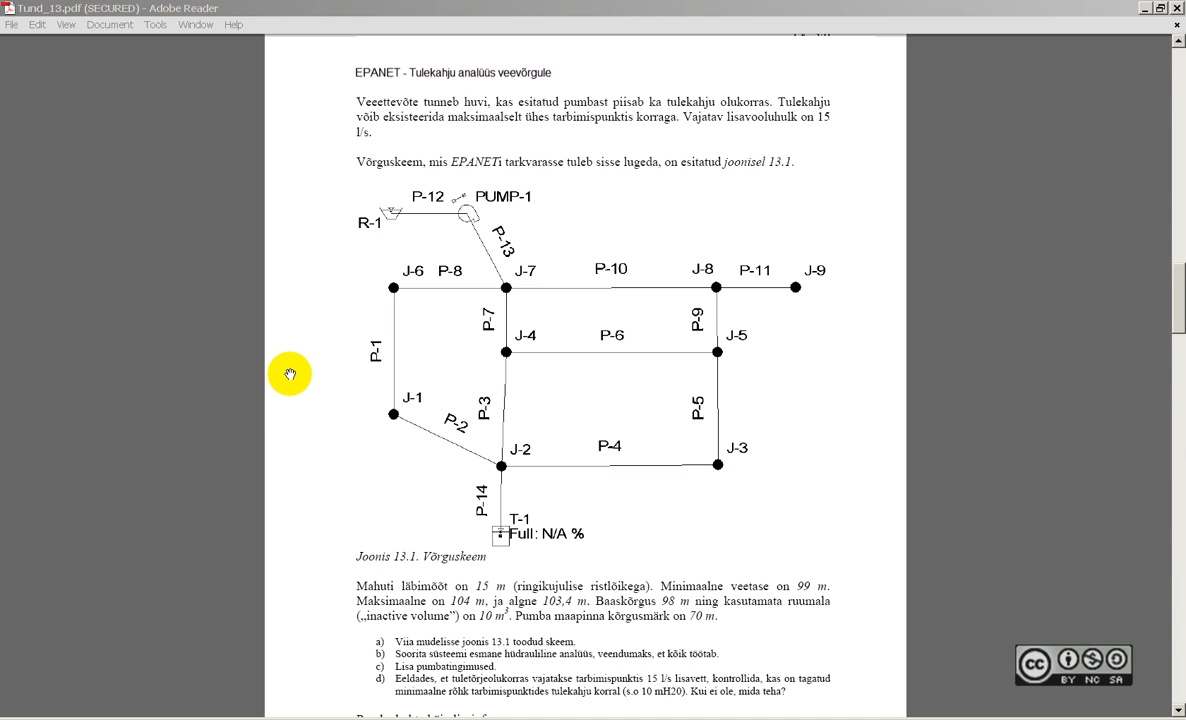 Tund_13.pdf (SECURED) - Adobe Reader
File Edit View Document Tools Window Help
EPANET - Tulekahju analüüs veevõrgule
Veeettevõte tunneb huvi, kas esitatud pumbast piisab ka tulekahju olukorras. Tulekahju
võib eksisteerida maksimaalselt ühes tarbimispunktis korraga. Vajatav lisavooluhulk on 15
l/s.
Võrguskeem, mis EPANETi tarkvarasse tuleb sisse lugeda, on esitatud joonisel 13.1.
P-12 PUMP-1
R-1
P-13
J-6 P-8 J-7 P-10 J-8 P-11 J-9
P-7 P-9
J-4 P-6 J-5
P-1
J-1 P-3 P-5
P-2
J-2 P-4 J-3
P-14
T-1
Full: N/A %
Joonis 13.1. Võrguskeem
Mahuti läbimõõt on 15 m (ringikujulise ristlõikega). Minimaalne veetase on 99 m.
Maksimaalne on 104 m, ja algne 103,4 m. Baaskõrgus 98 m ning kasutamata ruumala
(„inactive volume") on 10 m³. Pumba maapinna kõrgusmärk on 70 m.
a) Viia mudelisse joonis 13.1 toodud skeem.
b) Soorita süsteemi esmane hüdrauliline analüüs, veendumaks, et kõik töötab.
c) Lisa pumbatingimused.
d) Eeldades, et tuletõrjeolukorras vajatakse tarbimispunktis 15 l/s lisavett, kontrollida, kas on tagatud
minimaalne rõhk tarbimispunktides tulekahju korral (s.o 10 mH20). Kui ei ole, mida teha?
cc
BY NC SA